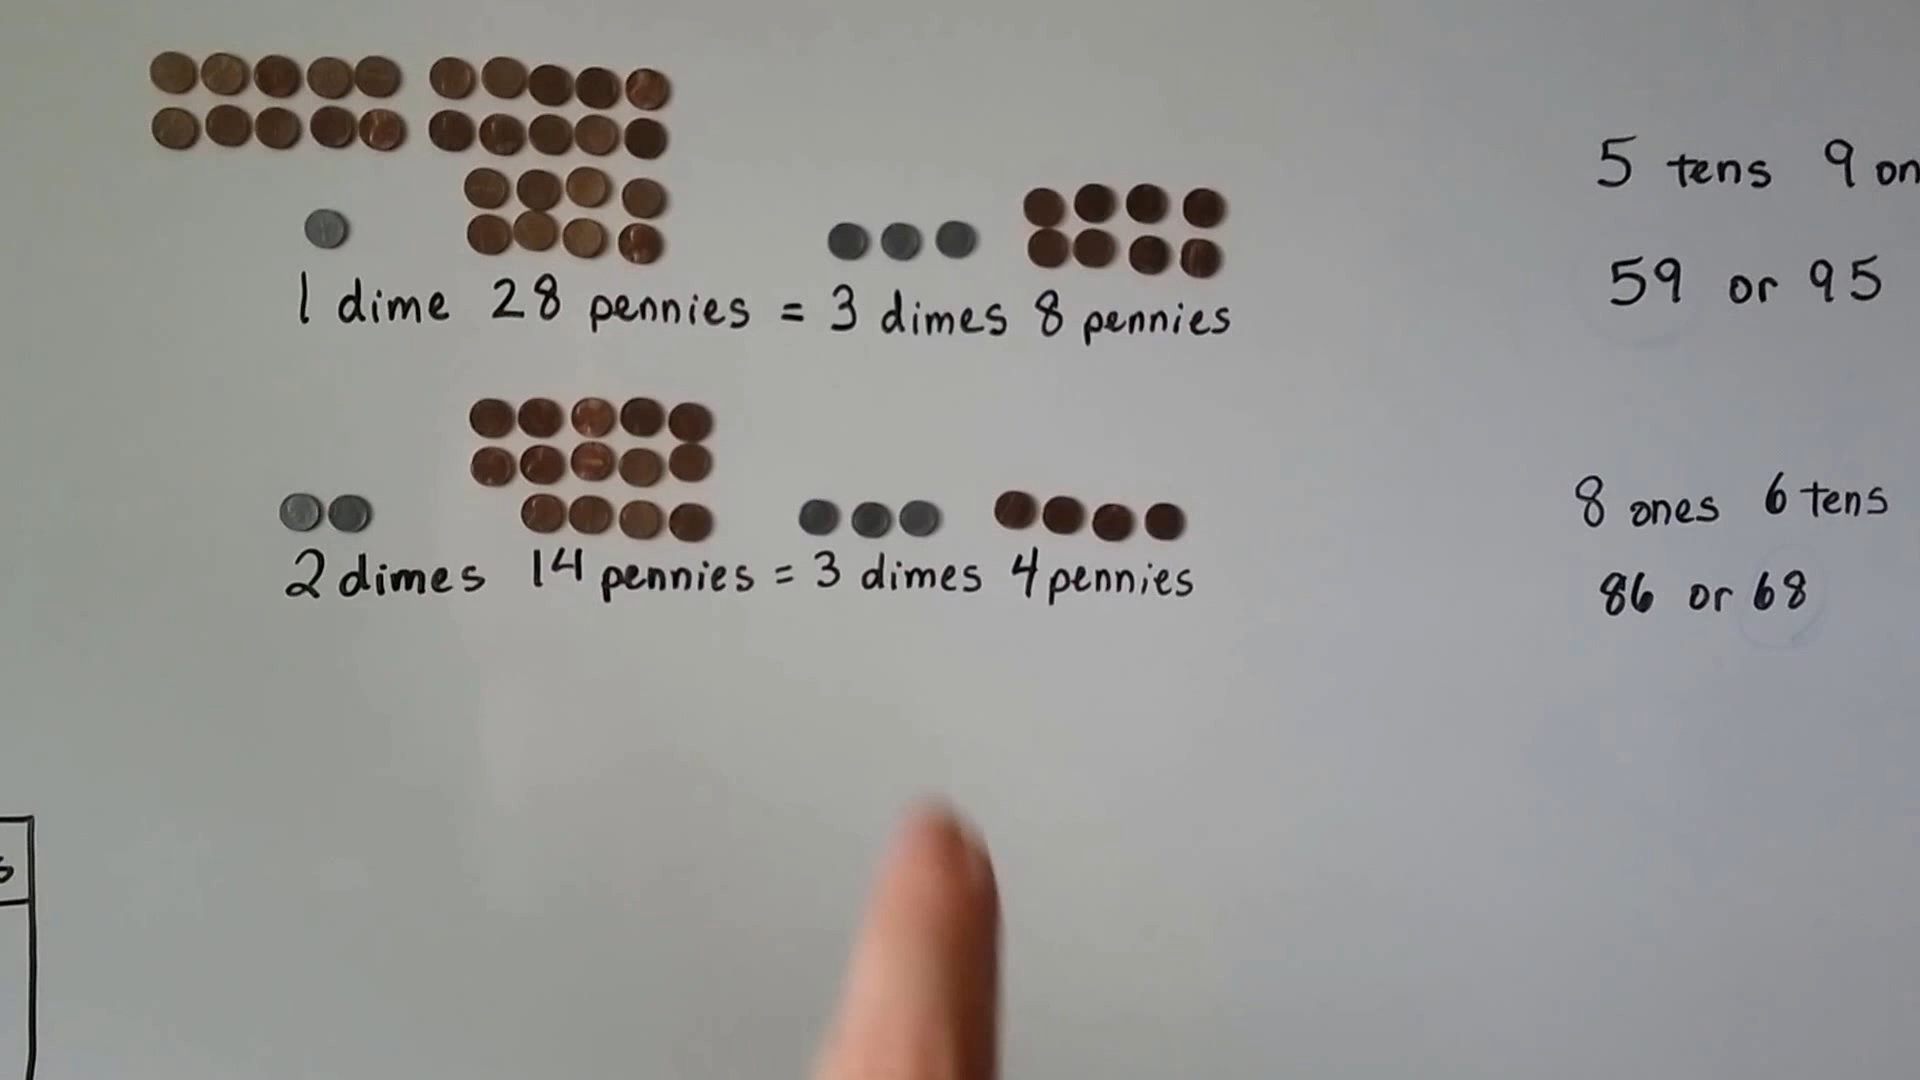 1 dime 28 pennies = 3 dimes 8 pennies
2 dimes 14 pennies = 3 dimes 4 pennies
5 tens 9 on
59 or 95
8 ones 6 tens
86 or 68